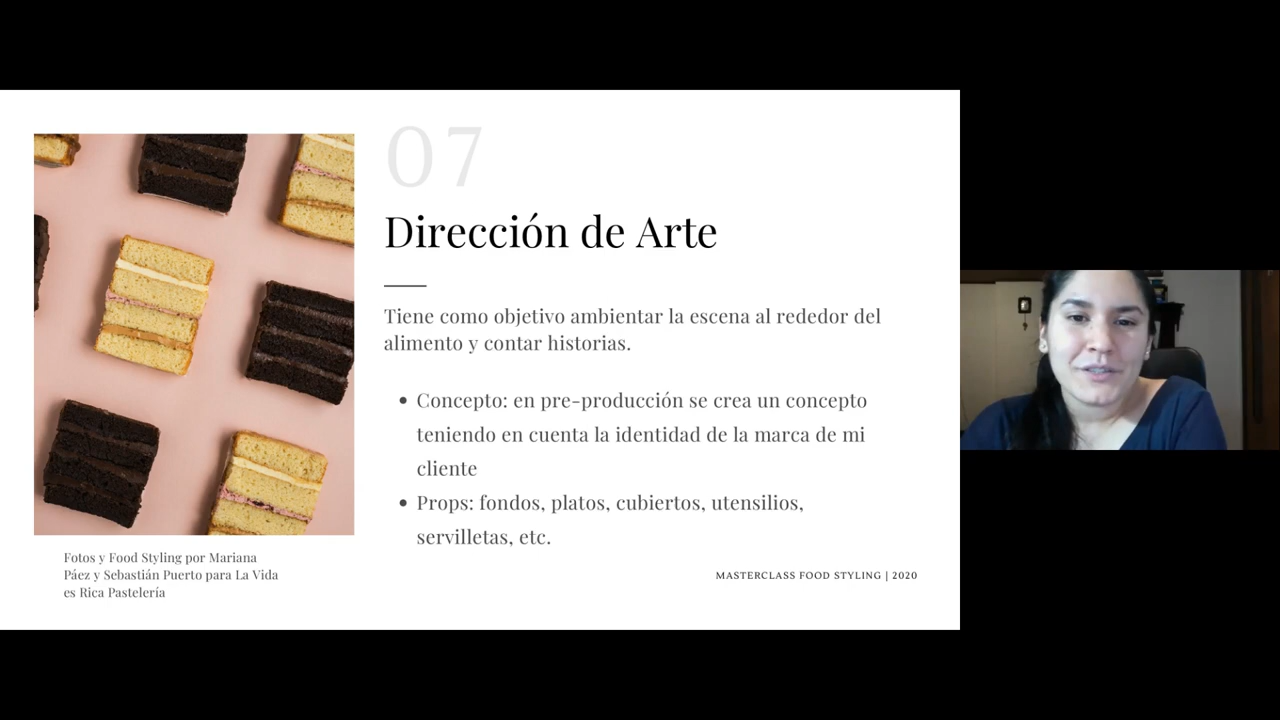 07
Dirección de Arte
Tiene como objetivo ambientar la escena al rededor del
alimento y contar historias.
• Concepto: en pre-producción se crea un concepto
teniendo en cuenta la identidad de la marca de mi
cliente
• Props: fondos, platos, cubiertos, utensilios,
servilletas, etc.
Fotos y Food Styling por Mariana
Páez y Sebastián Puerto para La Vida
es Rica Pastelería
MASTERCLASS FOOD STYLING | 2020